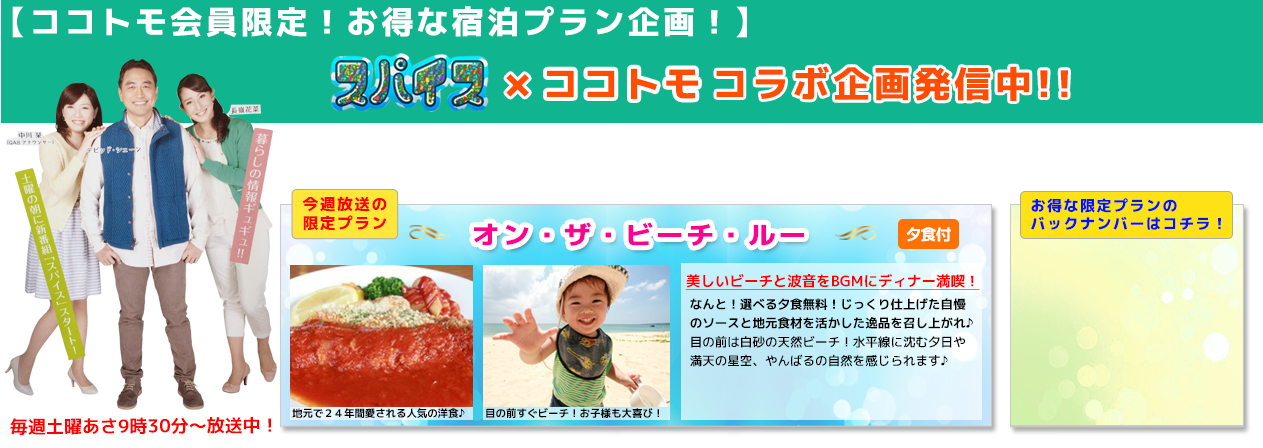 【ココトモ会員限定！お得な宿泊プラン企画！】
スパイス×ココトモ コラボ企画発信中!!
長嶺花菜
中川 栞
デビッド・シェーン
暮らしの情報ギュギュ!!
土曜の朝に新番組「スパイス」スタート!
毎週土曜あさ9時30分～放送中！
今週放送の
限定プラン
オン・ザ・ビーチ・ルー
夕食付
地元で２４年間愛される人気の洋食♪
目の前すぐビーチ！お子様も大喜び！
美しいビーチと波音をBGMにディナー満喫！
なんと！選べる夕食無料！じっくり仕上げた自慢
のソースと地元食材を活かした逸品を召し上がれ♪
目の前は白砂の天然ビーチ！水平線に沈む夕日や
満天の星空、やんばるの自然を感じられます♪
お得な限定プランの
バックナンバーはコチラ！